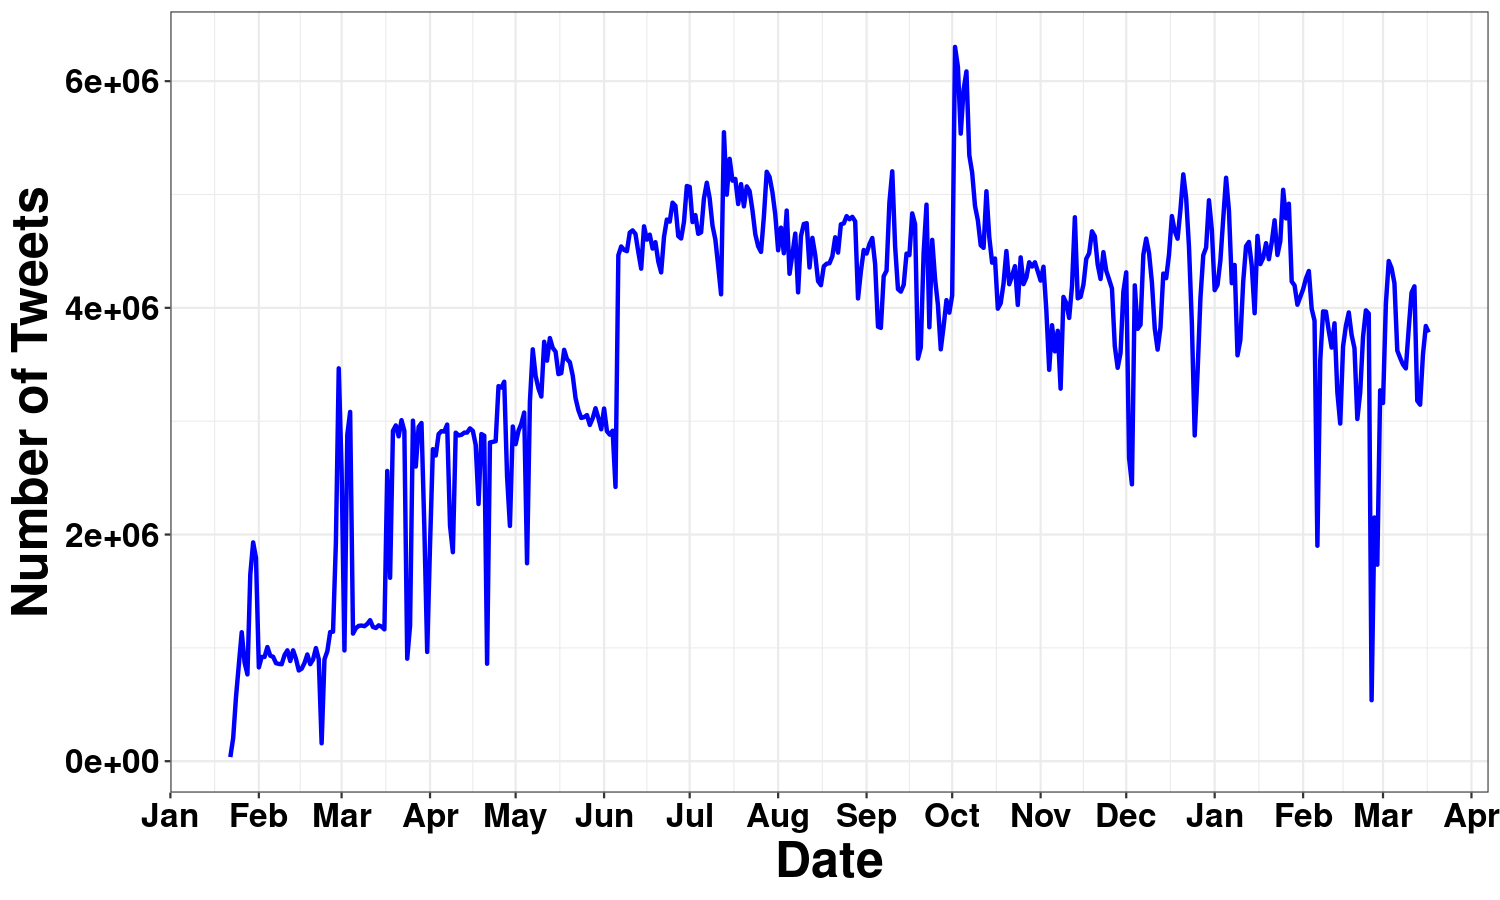 Number of Tweets
6e+06
4e+06
2e+06
0e+00
Jan Feb Mar Apr May Jun Jul Aug Sep Oct Nov Dec Jan Feb Mar Apr
Date